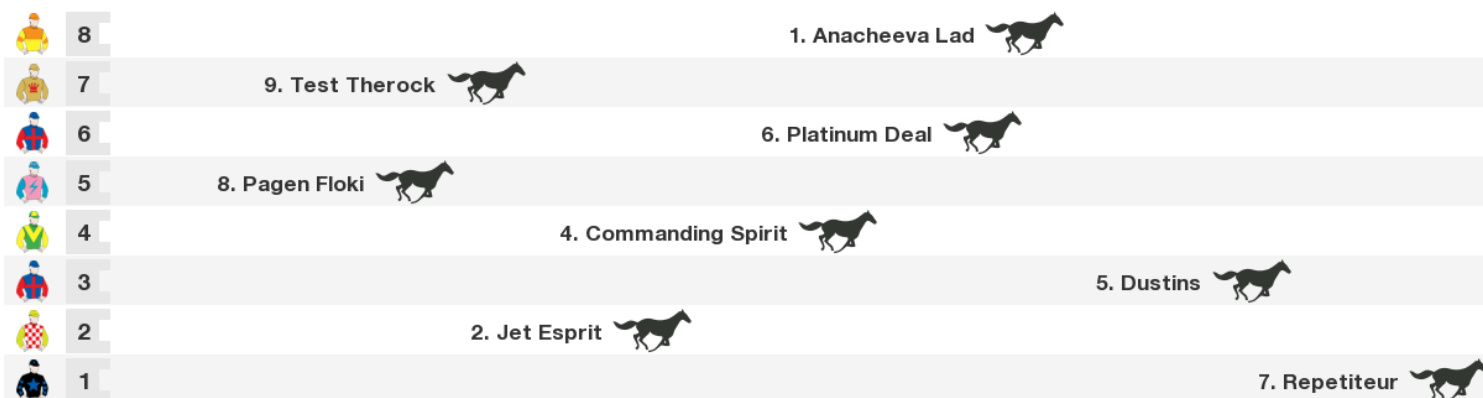 8 1. Anacheeva Lad
7 9. Test Therock
6 6. Platinum Deal
5 8. Pagen Floki
4 4. Commanding Spirit
3 5. Dustins
2 2. Jet Esprit
1 7. Repetiteur